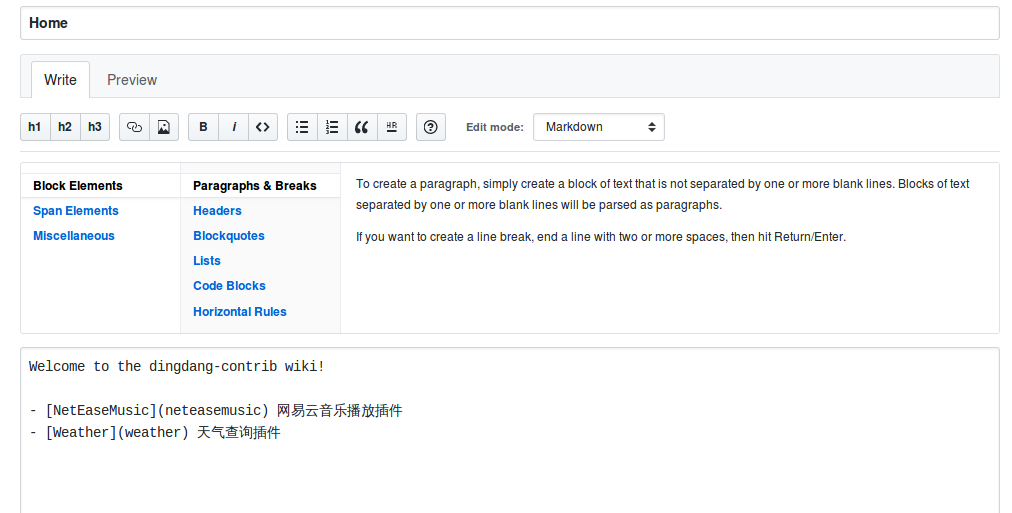 Home
Write Preview
h1 h2 h3 B i <> HR ? Edit mode: Markdown
Block Elements
Span Elements
Miscellaneous
Paragraphs & Breaks
Headers
Blockquotes
Lists
Code Blocks
Horizontal Rules
To create a paragraph, simply create a block of text that is not separated by one or more blank lines. Blocks of text
separated by one or more blank lines will be parsed as paragraphs.
If you want to create a line break, end a line with two or more spaces, then hit Return/Enter.
Welcome to the dingdang-contrib wiki!
- [NetEaseMusic](neteasemusic) 网易云音乐播放插件
- [Weather](weather) 天气查询插件